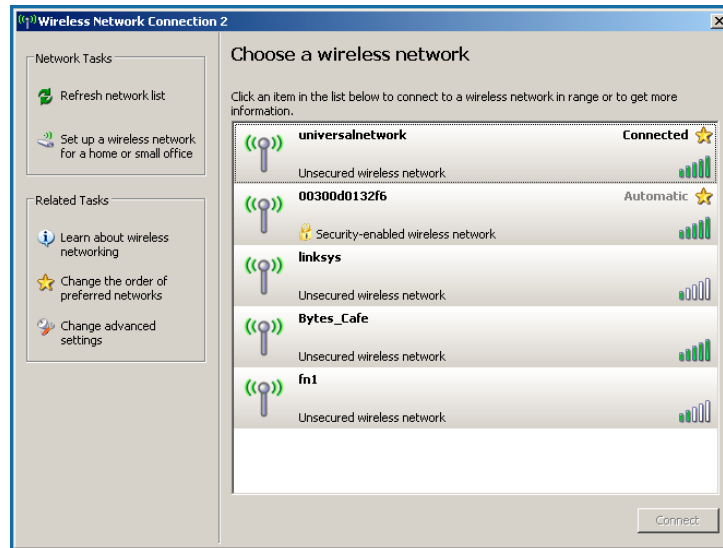 Wireless Network Connection 2
Network Tasks
Refresh network list
Set up a wireless network
for a home or small office
Related Tasks
Learn about wireless
networking
Change the order of
preferred networks
Change advanced
settings
Choose a wireless network
Click an item in the list below to connect to a wireless network in range or to get more
information.
universalnetwork Connected
Unsecured wireless network
00300d0132f6 Automatic
Security-enabled wireless network
linksys
Unsecured wireless network
Bytes_Cafe
Unsecured wireless network
fn1
Unsecured wireless network
Connect